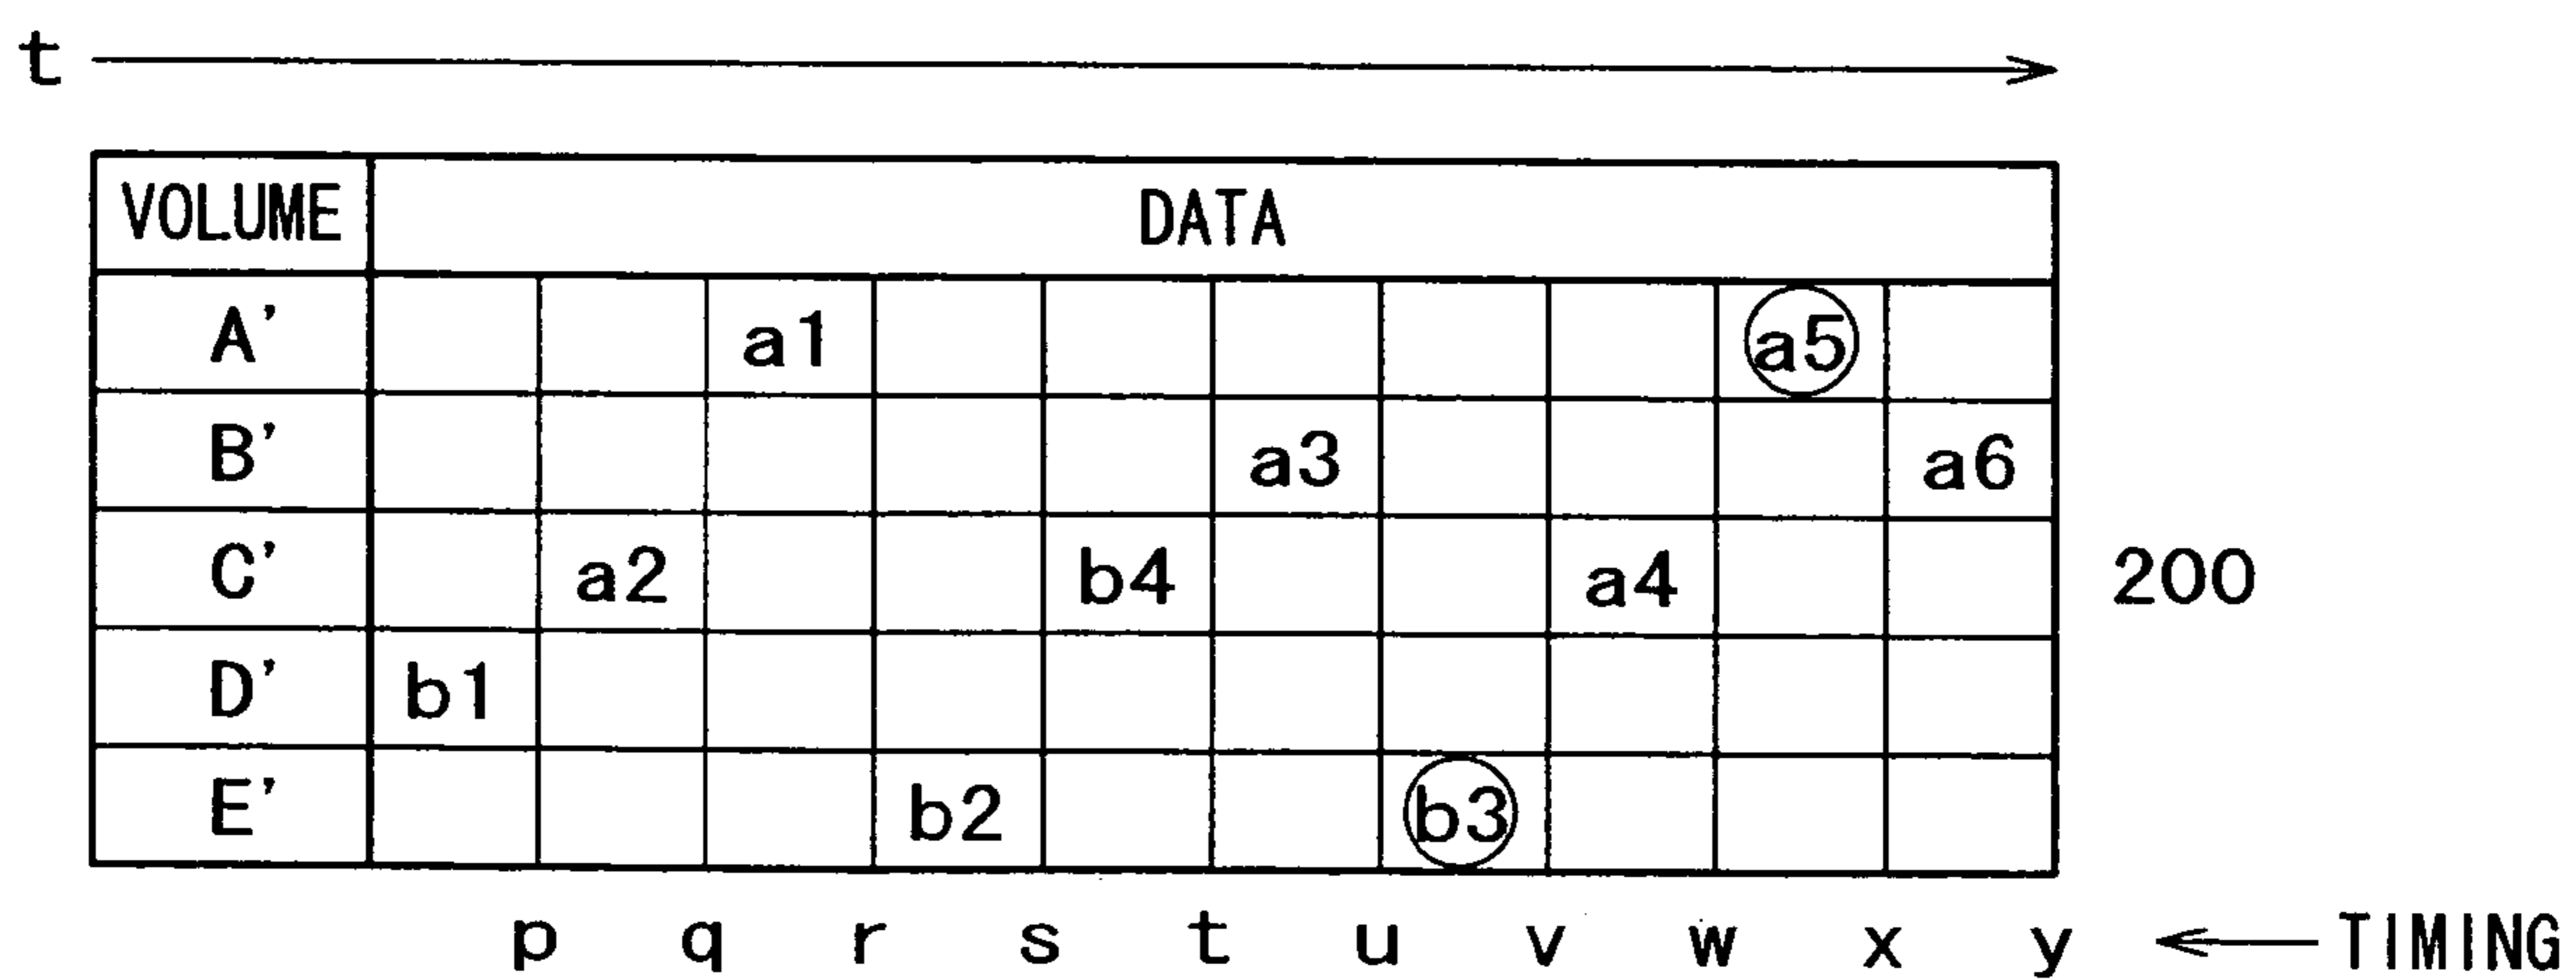 t
VOLUME DATA
A' a1 a5
B' a3 a6
C' a2 b4 a4 200
D' b1
E' b2 b3
p q r s t u v w x y TIMING